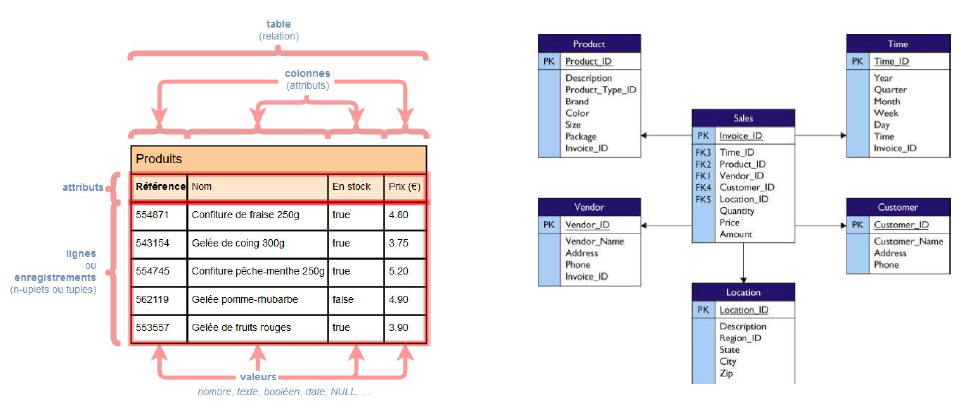 table
(relation)
colonnes
(attributs)
Produits
attributs
Référence Nom En stock Prix (€)
lignes
ou
enregistrements
(n-uplets ou tuples)
554871 Confiture de fraise 250g true 4.80
543154 Gelée de coing 300g true 3.75
554745 Confiture pêche-menthe 250g true 5.20
562119 Gelée pomme-rhubarbe false 4.90
553557 Gelée de fruits rouges true 3.90
valeurs
nombre, texte, booléen, date, NULL, ...
Product
PK Product_ID
Description
Product_Type_ID
Brand
Color
Size
Package
Invoice_ID
Time
PK Time_ID
Year
Quarter
Month
Week
Day
Time
Invoice_ID
Sales
PK Invoice_ID
FK3 Time_ID
FK2 Product_ID
FK1 Vendor_ID
FK4 Customer_ID
FK5 Location_ID
Quantity
Price
Amount
Vendor
PK Vendor_ID
Vendor_Name
Address
Phone
Invoice_ID
Customer
PK Customer_ID
Customer_Name
Address
Phone
Location
PK Location_ID
Description
Region_ID
State
City
Zip